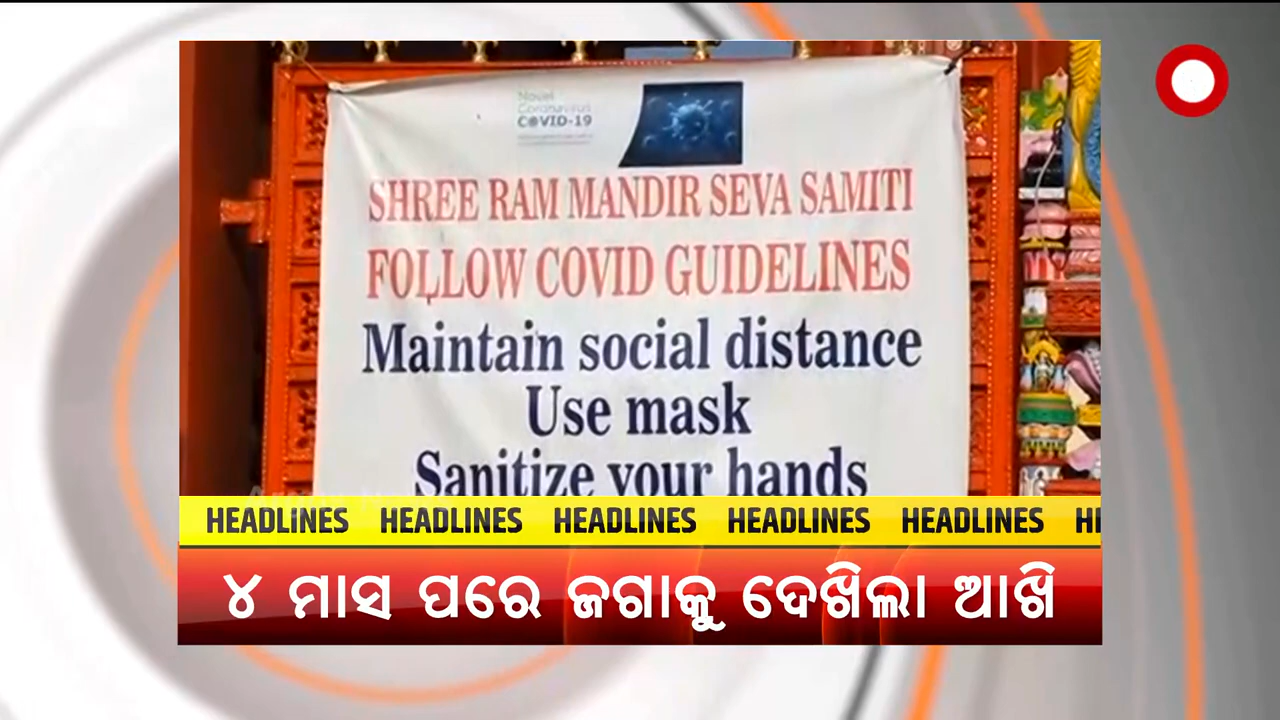 Novel
Coronavirus
COVID-19
SHREE RAM MANDIR SEVA SAMITI
FOLLOW COVID GUIDELINES
Maintain social distance
Use mask
Sanitize your hands
HEADLINES HEADLINES HEADLINES HEADLINES HEADLINES
୪ ମାସ ପରେ ଜଗାକୁ ଦେଖିଲା ଆଖି